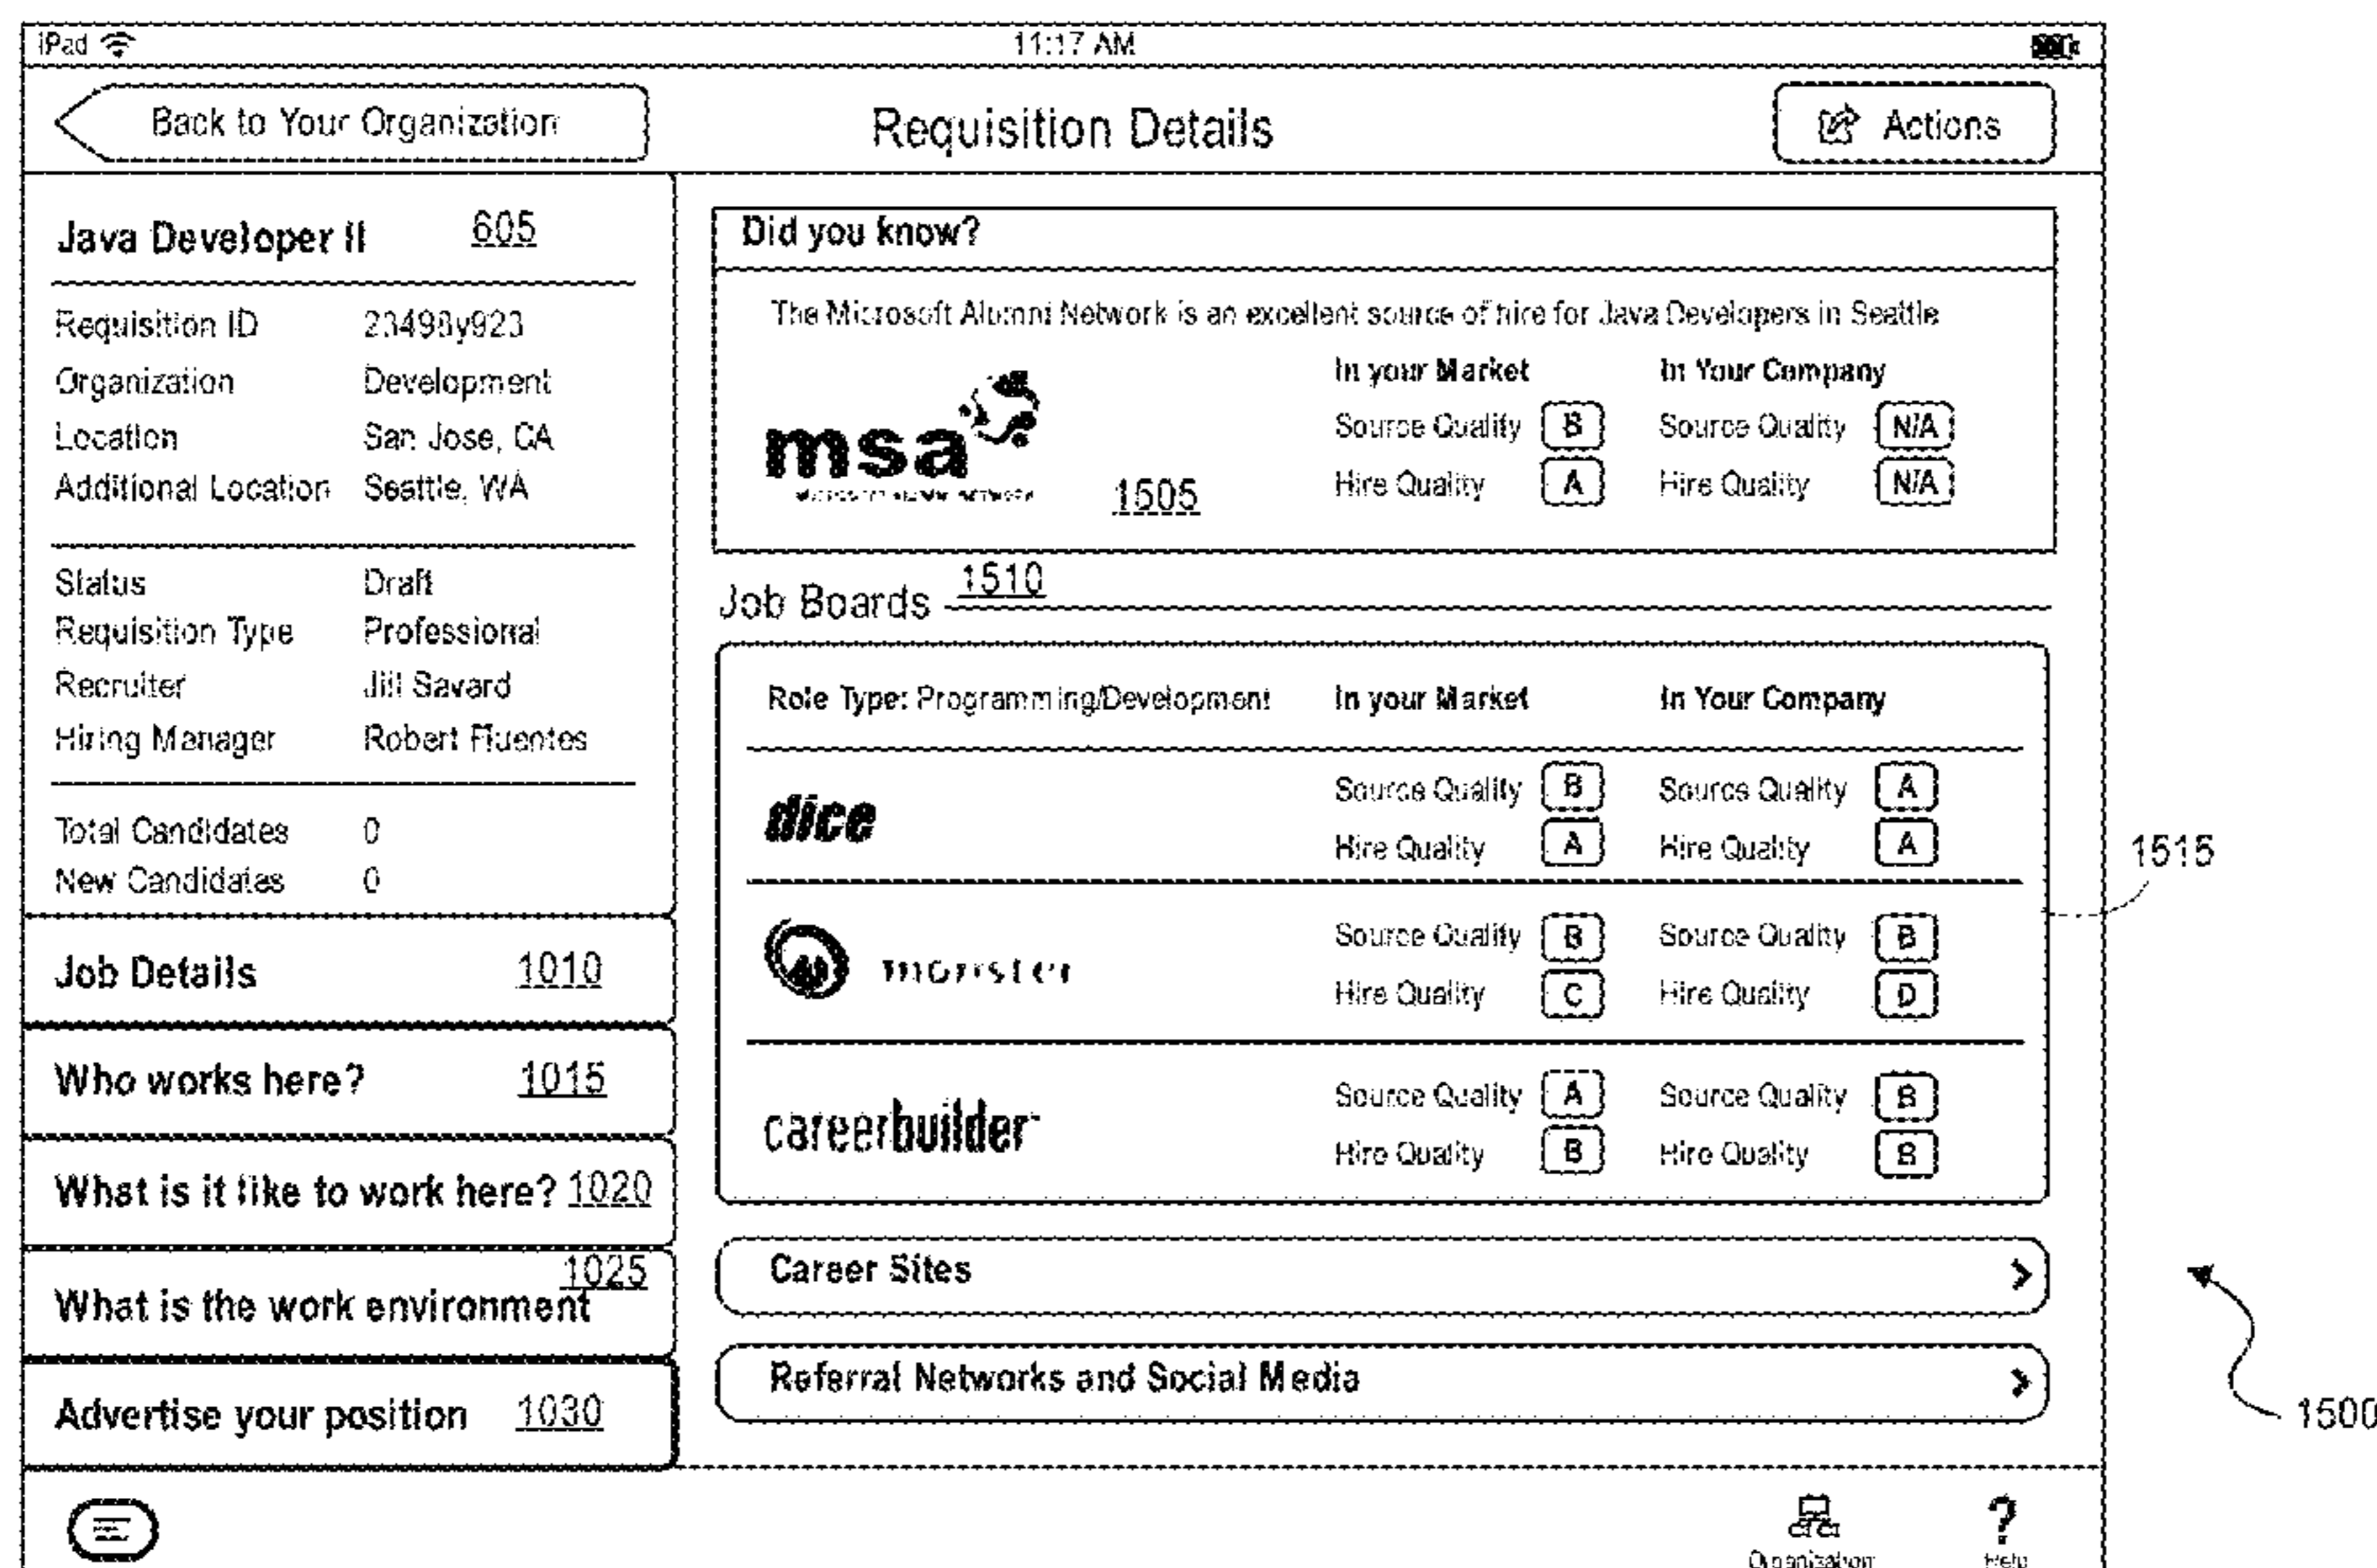 iPad 11:17 AM
Back to Your Organization Requisition Details Actions
Java Developer II 605
Requisition ID 23498y923
Organization Development
Location San Jose, CA
Additional Location Seattle, WA
Status Draft
Requisition Type Professional
Recruiter Jill Savard
Hiring Manager Robert Ffuentes
Total Candidates 0
New Candidates 0
Job Details 1010
Who works here? 1015
What is it like to work here? 1020
1025
What is the work environment
Advertise your position 1030
Did you know?
The Microsoft Alumni Network is an excellent source of hire for Java Developers in Seattle
In your Market In Your Company
Source Quality B Source Quality N/A
msa
Hire Quality A Hire Quality N/A
MICROSOFT ALUMNI NETWORK 1505
Job Boards 1510
Role Type: Programming/Development In your Market In Your Company
Source Quality B Source Quality A
dice
Hire Quality A Hire Quality A
1515
Source Quality B Source Quality B
monster
Hire Quality C Hire Quality D
Source Quality A Source Quality B
careerbuilder
Hire Quality B Hire Quality B
Career Sites
Referral Networks and Social Media
1500
Organization Help